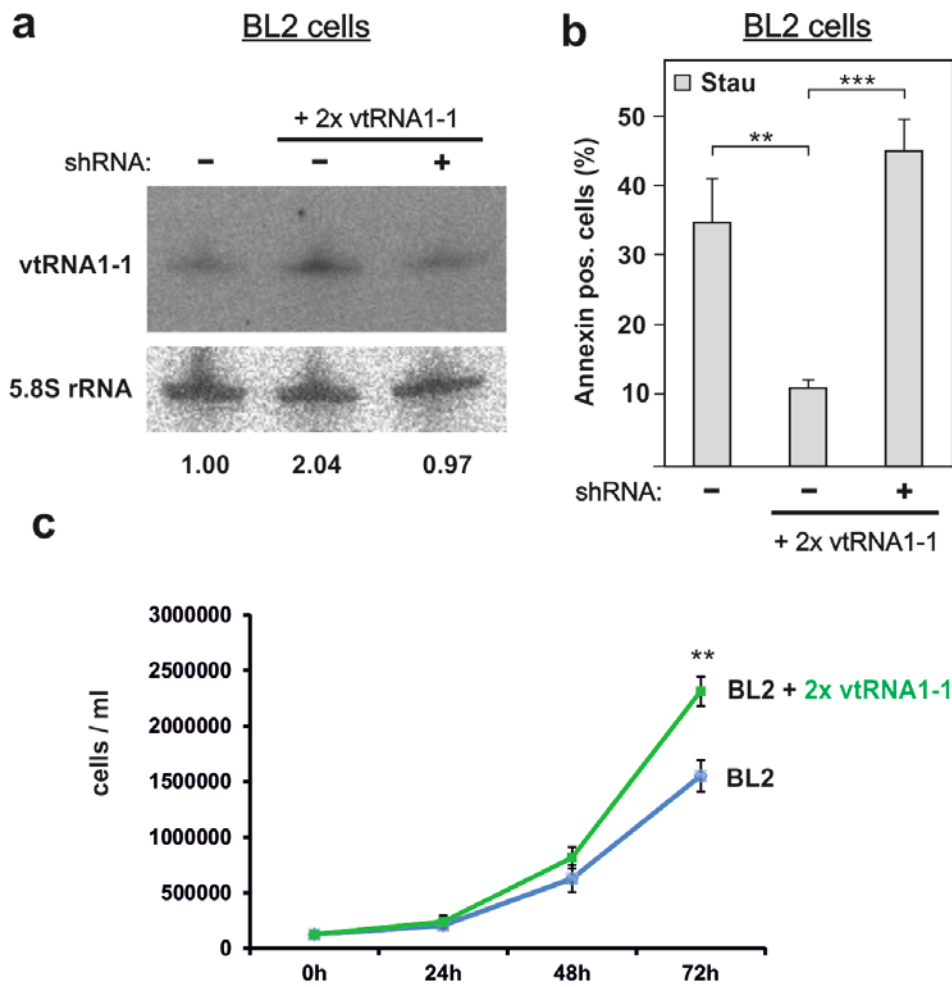 a
BL2 cells
+ 2x vtRNA1-1
shRNA: − − +
vtRNA1-1
5.8S rRNA
1.00 2.04 0.97
b
BL2 cells
Stau
***
**
50
40
30
20
10
Annexin pos. cells (%)
shRNA: − − +
+ 2x vtRNA1-1
c
3000000
2500000
2000000
1500000
1000000
500000
0
cells / ml
**
BL2 + 2x vtRNA1-1
BL2
0h 24h 48h 72h